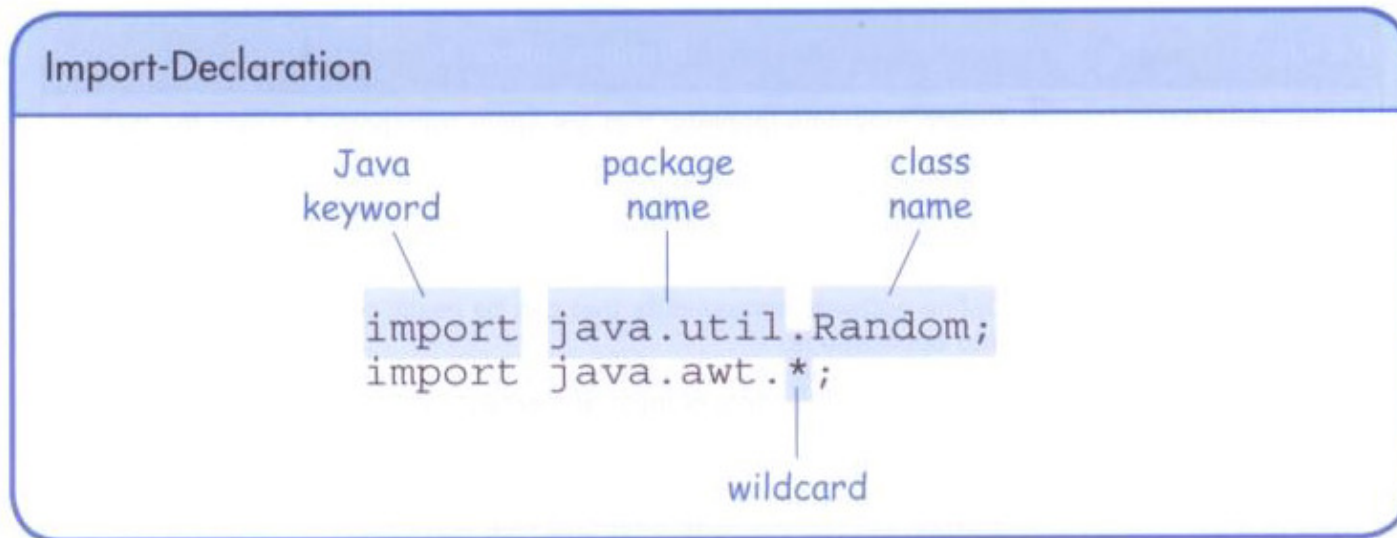 Import-Declaration
Java keyword
package name
class name
import java.util.Random;
import java.awt.*;
wildcard